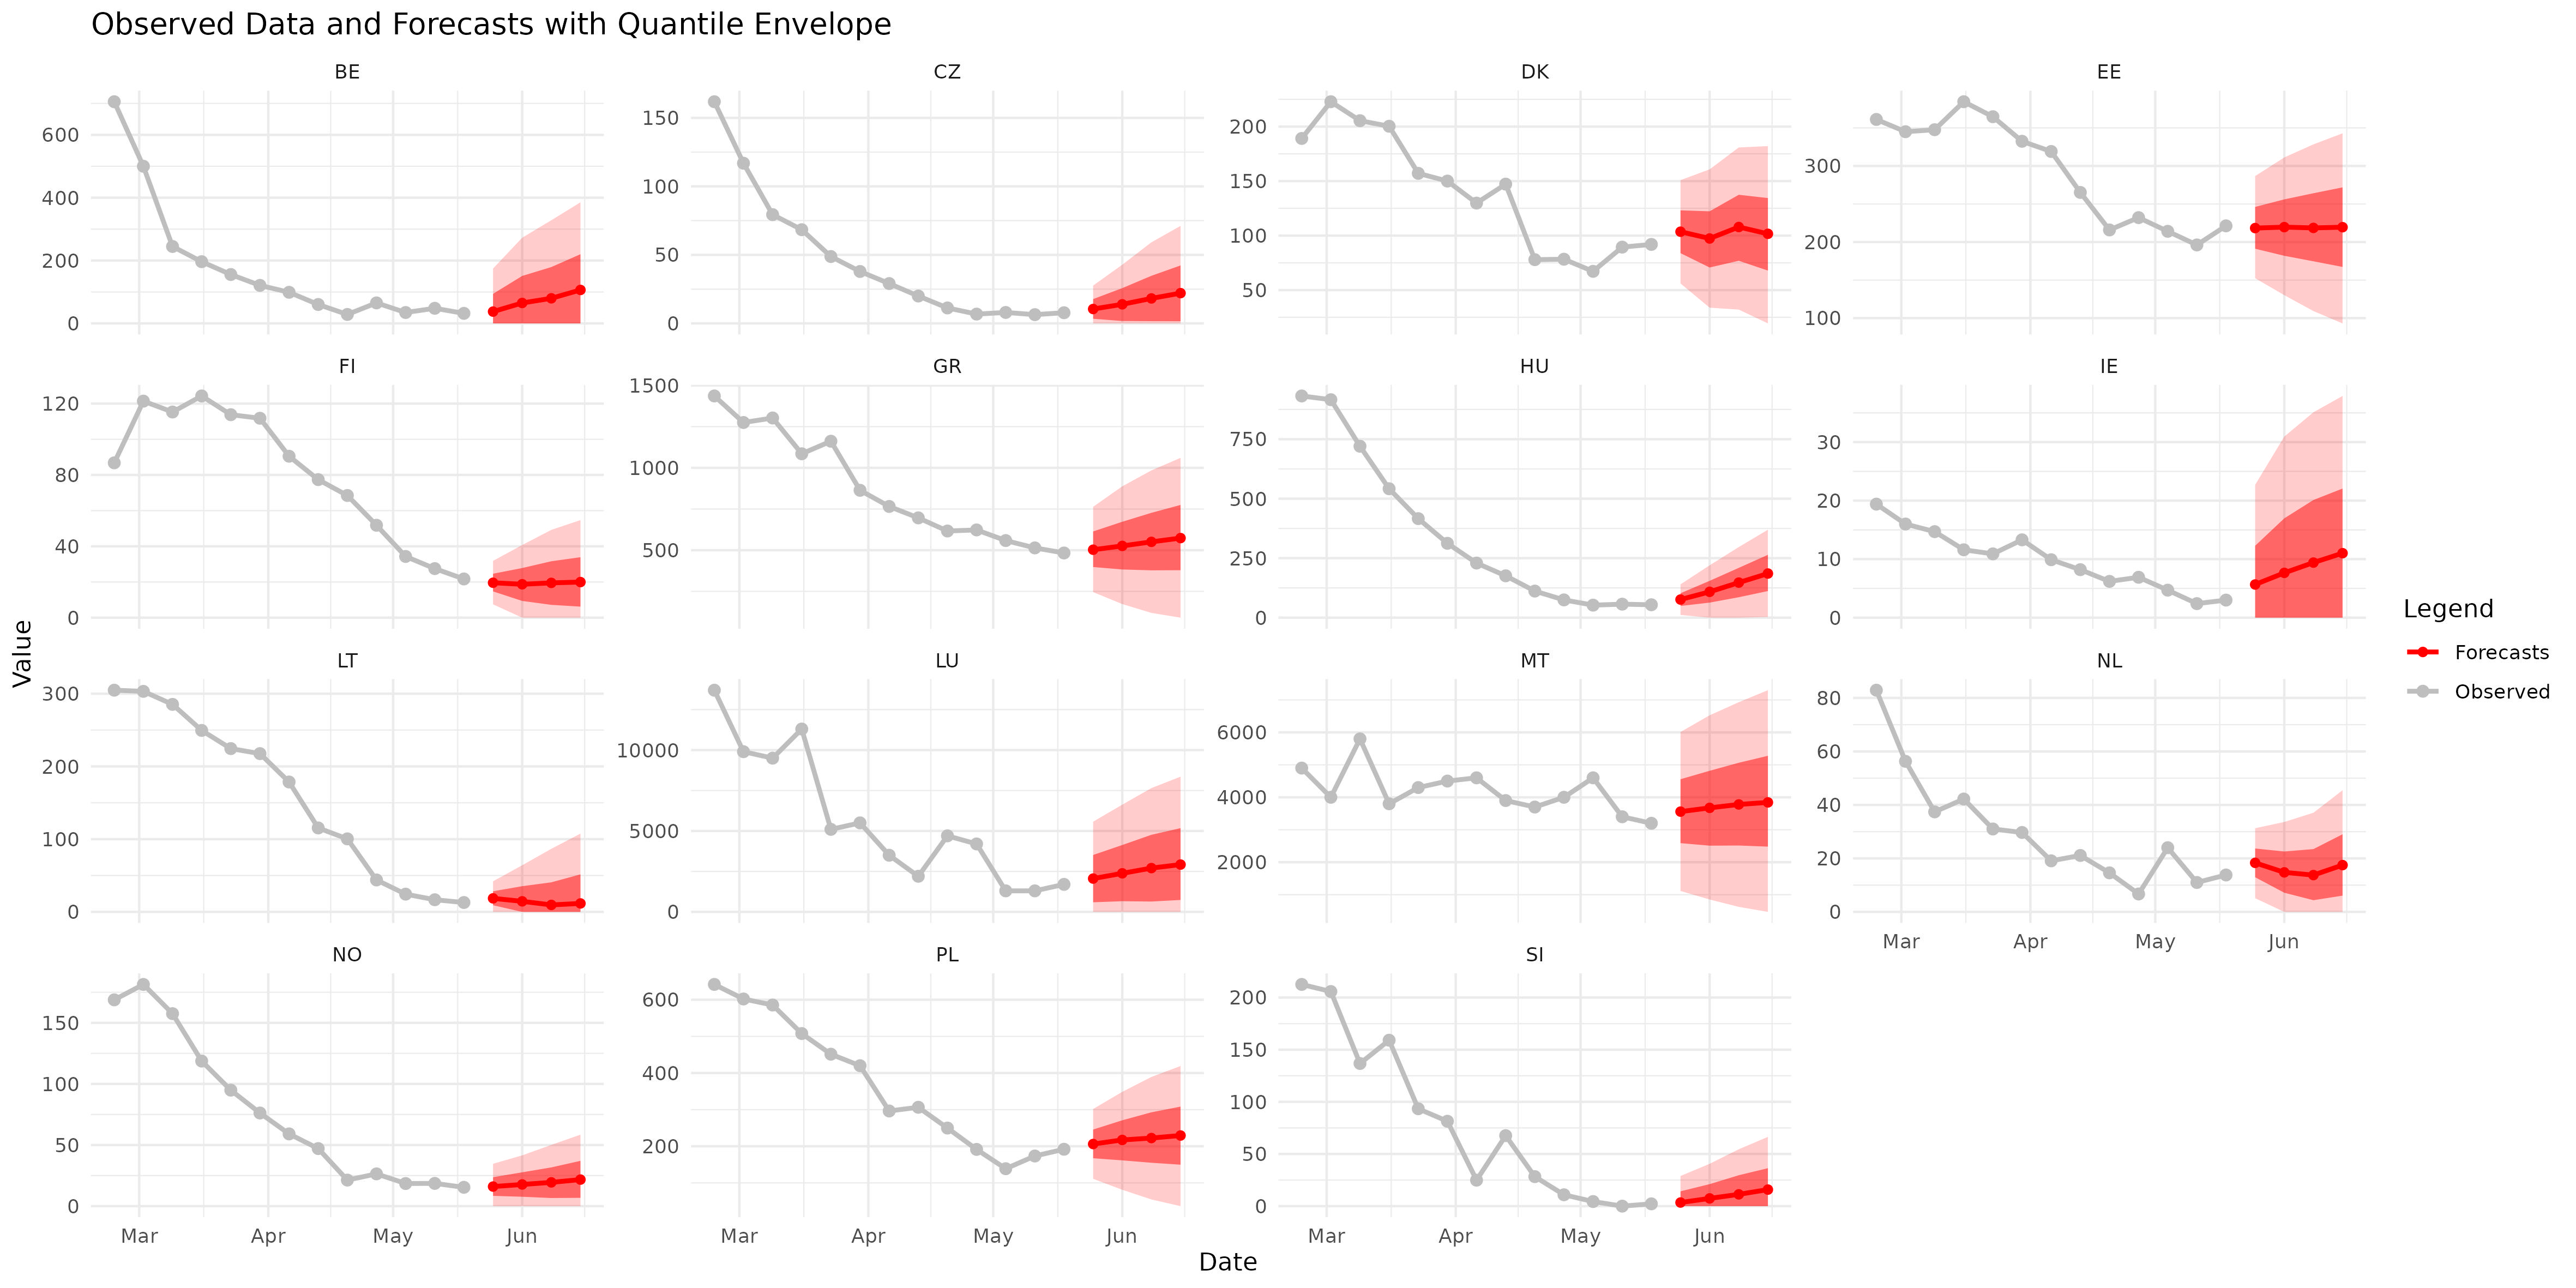 Observed Data and Forecasts with Quantile Envelope
BE
CZ
DK
EE
600
400
200
0
150
100
50
0
200
150
100
50
300
200
100
FI
GR
HU
IE
120
80
40
0
1500
1000
500
750
500
250
0
30
20
10
0
LT
LU
MT
NL
300
200
100
0
10000
5000
0
6000
4000
2000
80
60
40
20
0
Mar Apr May Jun
NO
PL
SI
150
100
50
0
600
400
200
200
150
100
50
0
Mar Apr May Jun
Mar Apr May Jun
Mar Apr May Jun
Value
Date
Legend
Forecasts
Observed